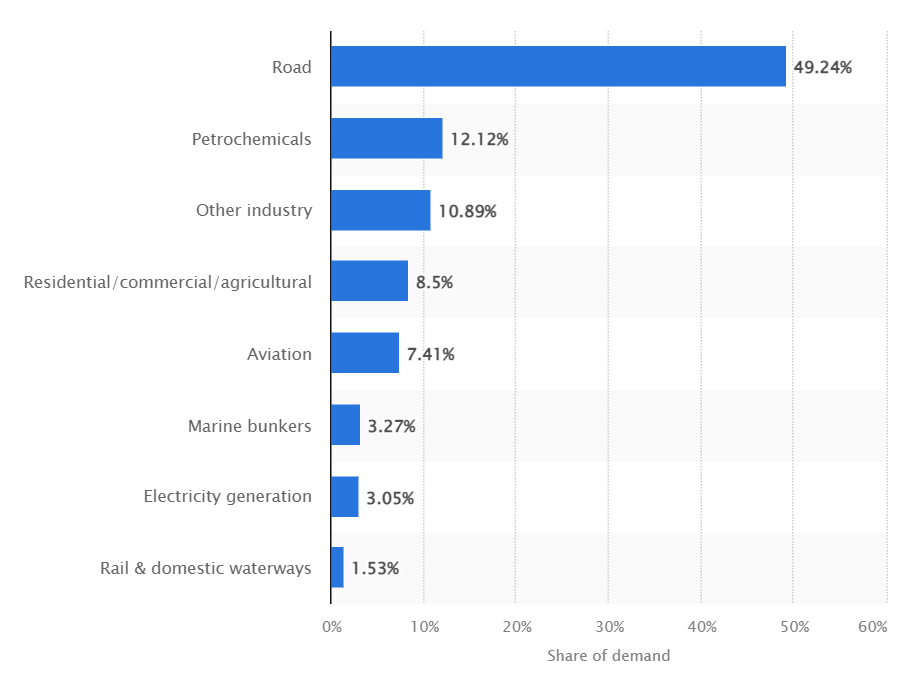 Road
49.24%
Petrochemicals
12.12%
Other industry
10.89%
Residential/commercial/agricultural
8.5%
Aviation
7.41%
Marine bunkers
3.27%
Electricity generation
3.05%
Rail & domestic waterways
1.53%
0% 10% 20% 30% 40% 50% 60%
Share of demand